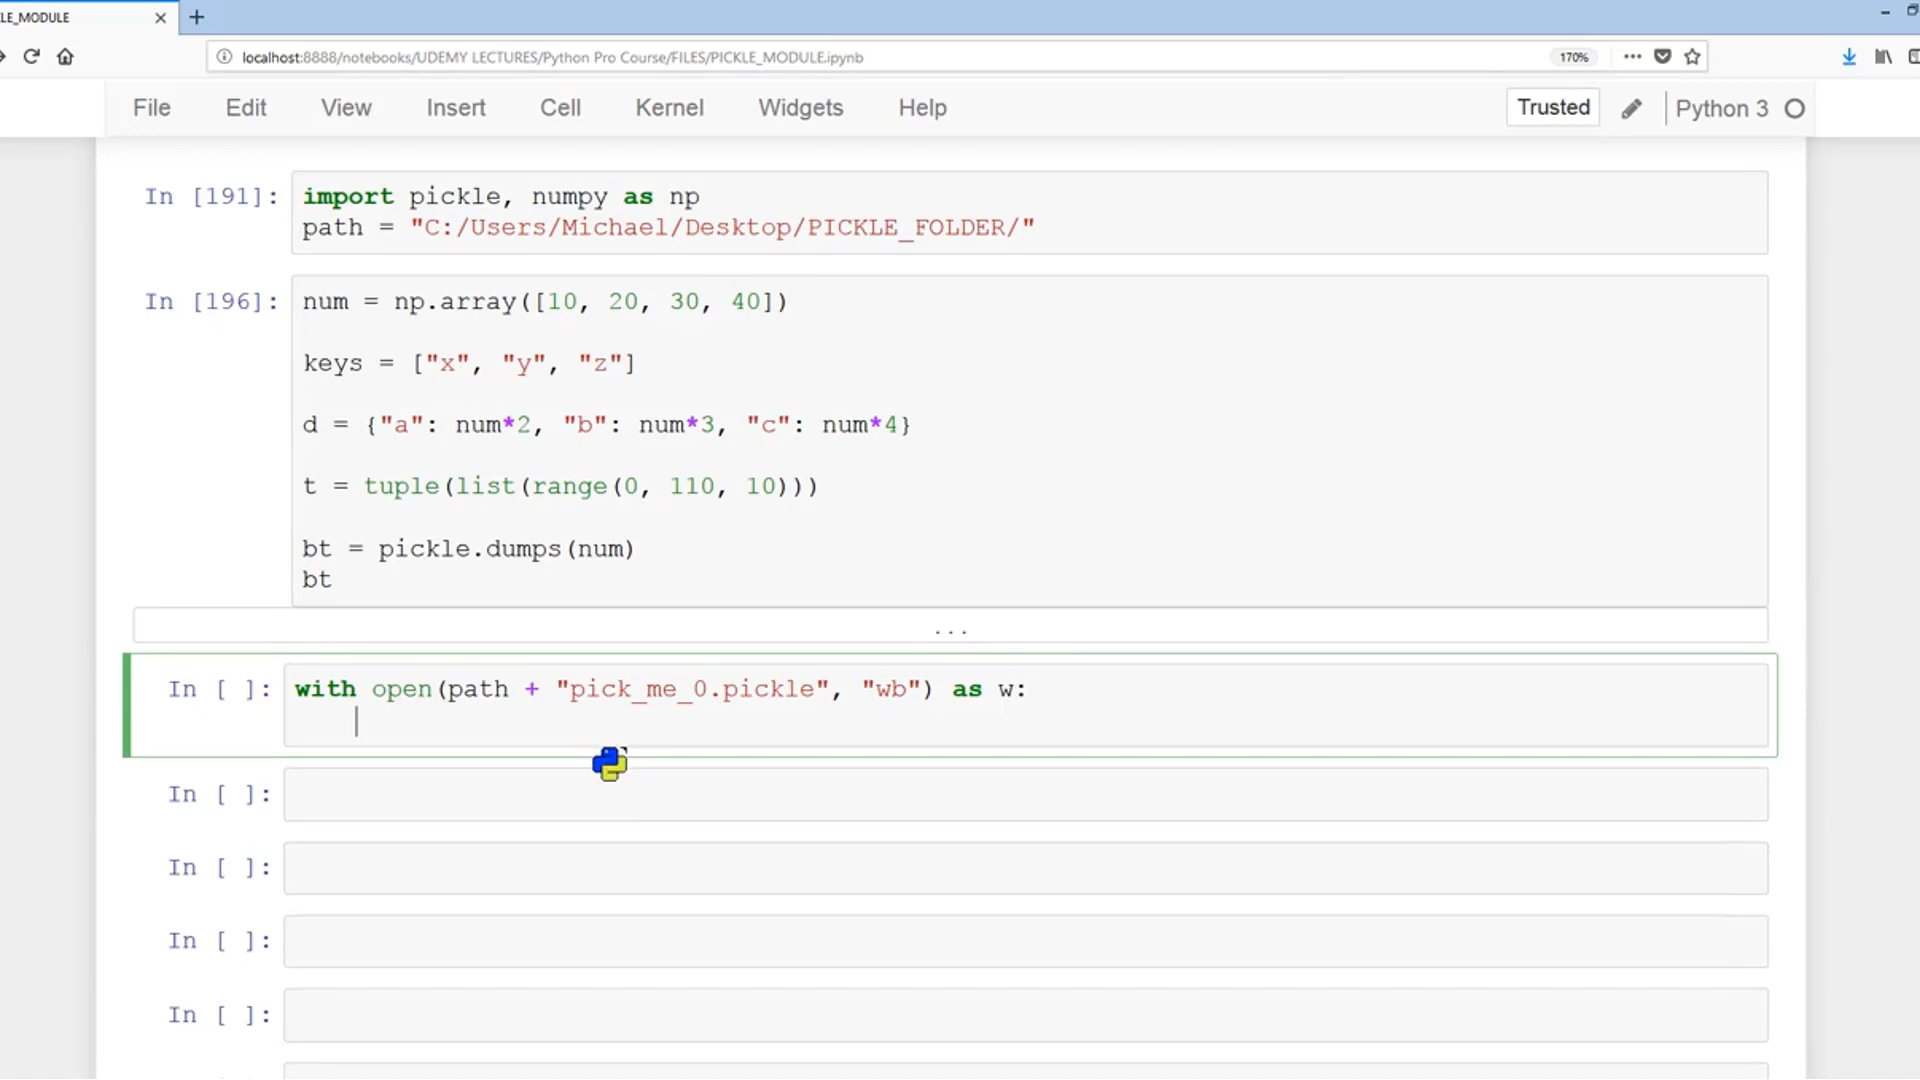 LE_MODULE
localhost:8888/notebooks/UDEMY LECTURES/Python Pro Course/FILES/PICKLE_MODULE.ipynb
170%
File Edit View Insert Cell Kernel Widgets Help
Trusted
Python 3
In [191]:
import pickle, numpy as np
path = "C:/Users/Michael/Desktop/PICKLE_FOLDER/"
In [196]:
num = np.array([10, 20, 30, 40])
keys = ["x", "y", "z"]
d = {"a": num*2, "b": num*3, "c": num*4}
t = tuple(list(range(0, 110, 10)))
bt = pickle.dumps(num)
bt
...
In [ ]:
with open(path + "pick_me_0.pickle", "wb") as w:
In [ ]:
In [ ]:
In [ ]:
In [ ]: